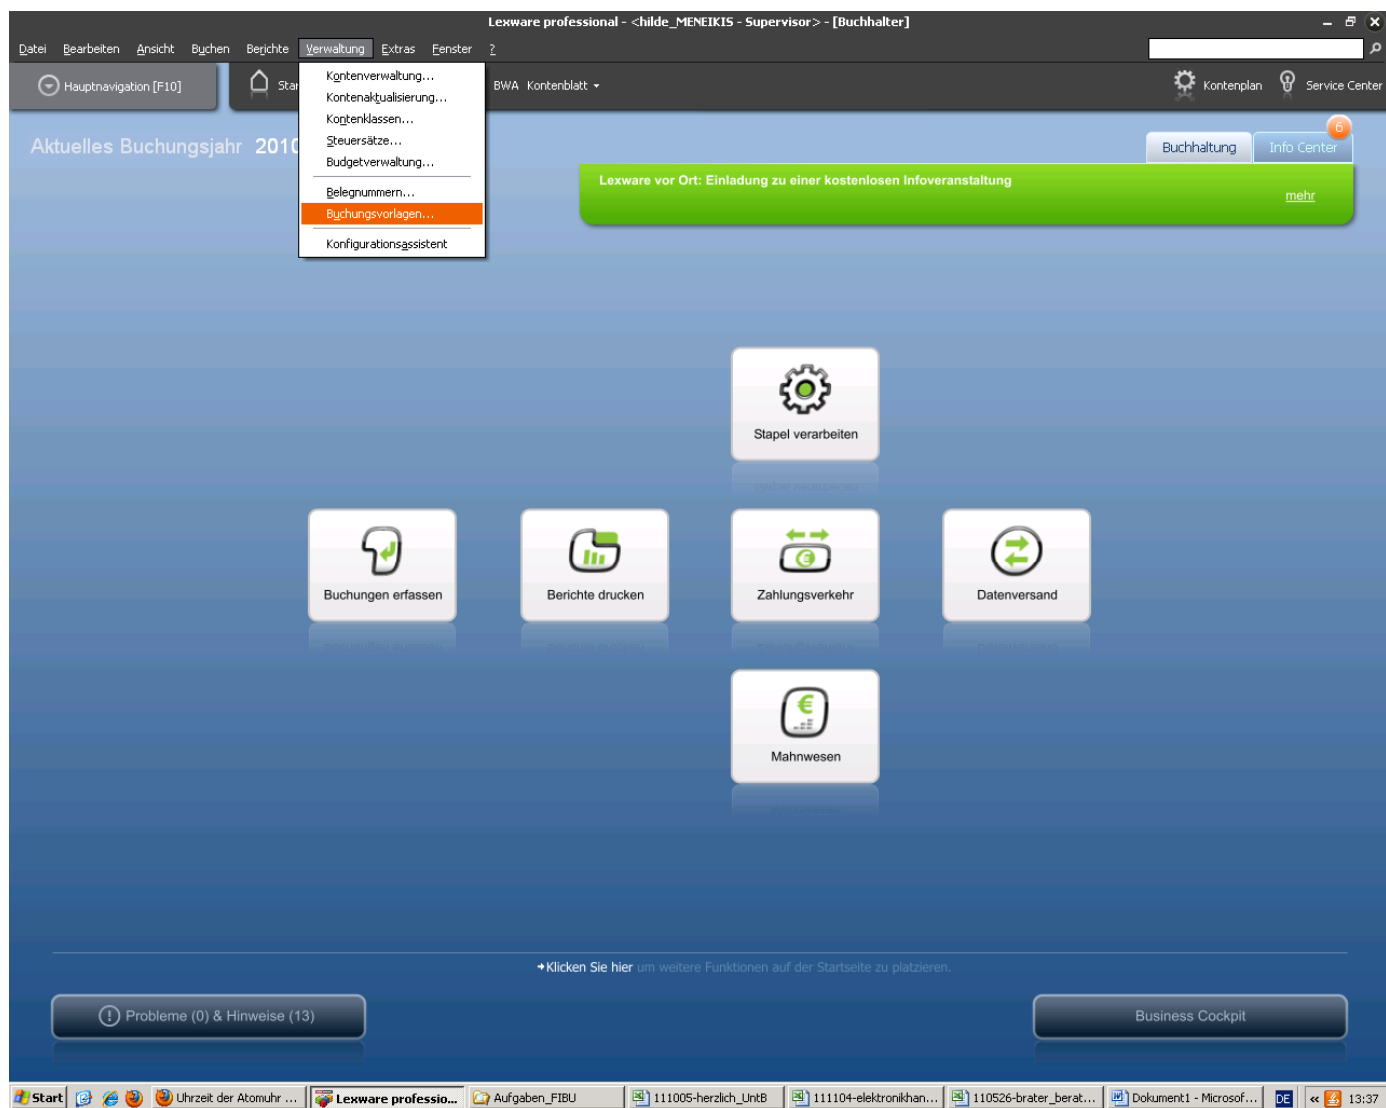 Lexware professional - <hilde_MENEIKIS - Supervisor> - [Buchhalter]
Datei Bearbeiten Ansicht Buchen Berichte Verwaltung Extras Fenster ?
Hauptnavigation [F10]
Star
BWA Kontenblatt
Kontenplan
Service Center
Kontenverwaltung...
Kontenaktualisierung...
Kontenklassen...
Steuersätze...
Budgetverwaltung...
Belegnummern...
Buchungsvorlagen...
Konfigurationsassistent
Aktuelles Buchungsjahr 2010
6
Buchhaltung
Info Center
Lexware vor Ort: Einladung zu einer kostenlosen Infoveranstaltung
mehr
Stapel verarbeiten
Buchungen erfassen
Berichte drucken
Zahlungsverkehr
Datenversand
Mahnwesen
Klicken Sie hier um weitere Funktionen auf der Startseite zu platzieren.
Probleme (0) & Hinweise (13)
Business Cockpit
Start
Uhrzeit der Atomuhr ...
Lexware professio...
Aufgaben_FIBU
111005-herzlich_UntB
111104-elektronikhan...
110526-brater_berat...
Dokument1 - Microsof...
DE
«
13:37